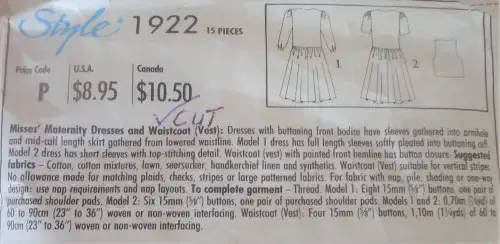 Style 1922 15 PIECES
1
2
Price Code U.S.A. Canada
P $8.95 $10.50
✓CUT
Misses' Maternity Dresses and Waistcoat (Vest): Dresses with buttoning front bodice have sleeves gathered into armhole
and mid-calf length skirt gathered from lowered waistline. Model 1 dress has full length sleeves softly pleated into buttoning cuff.
Model 2 dress has short sleeves with top-stitching detail. Waistcoat (vest) with pointed front hemline has button closure. Suggested
fabrics – Cotton, cotton mixtures, lawn, seersucker, handkerchief linen and synthetics. Waistcoat (Vest) suitable for vertical stripes.
No allowance made for matching plaids, checks, stripes or large patterned fabrics. For fabric with nap, pile, shading or one-way
design: use nap requirements and nap layouts. To complete garment – Thread. Model 1: Eight 15mm (⅝") buttons, one pair of
purchased shoulder pads. Model 2: Six 15mm (⅝") buttons, one pair of purchased shoulder pads. Models 1 and 2: 0,70m of
60 to 90cm (23" to 36") woven or non-woven interfacing. Waistcoat (Vest): Four 15mm (⅝") buttons, 1,10m of 60 to
90cm (23" to 36") woven or non-woven interfacing.